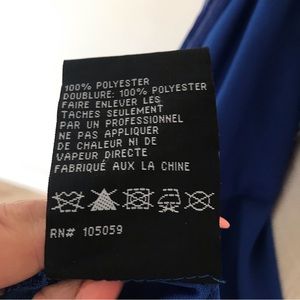 100% POLYESTER
DOUBLURE: 100% POLYESTER
FAIRE ENLEVER LES
TACHES SEULEMENT
PAR UN PROFESSIONNEL
NE PAS APPLIQUER
DE CHALEUR NI DE
VAPEUR DIRECTE
FABRIQUÉ AUX LA CHINE
RN# 105059